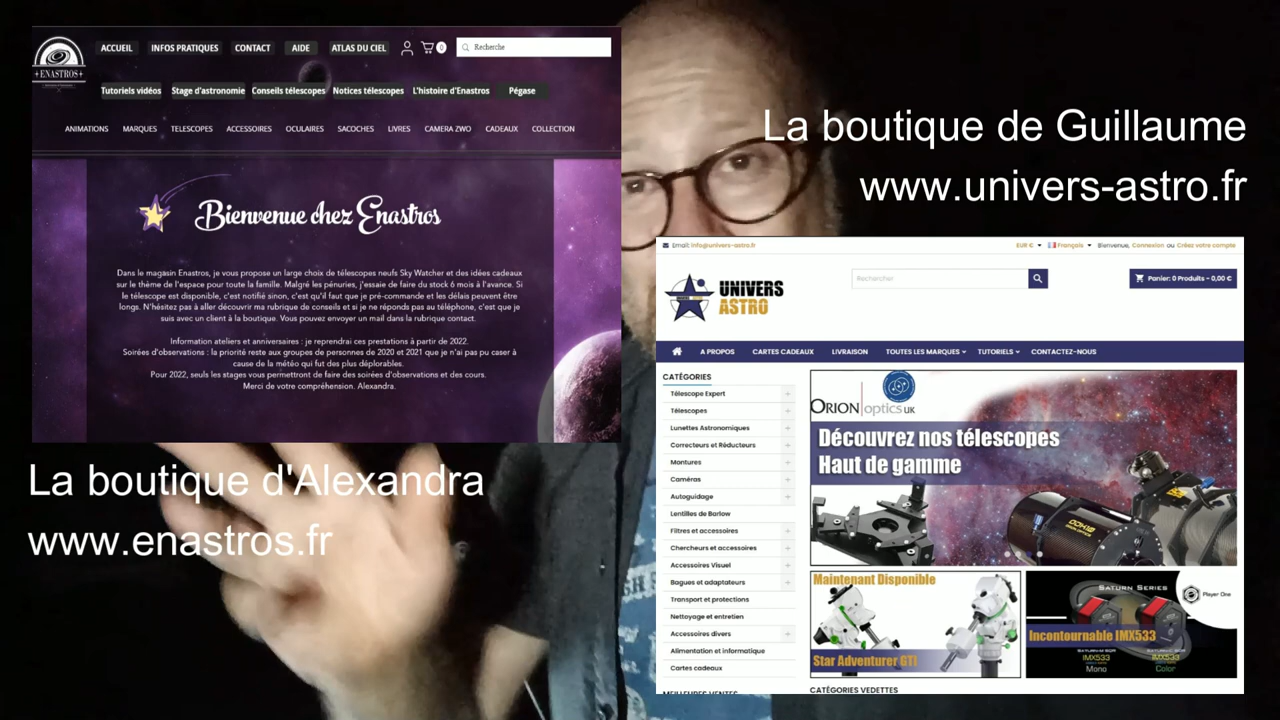 ENASTROS
ACCUEIL
INFOS PRATIQUES
CONTACT
AIDE
ATLAS DU CIEL
0
Recherche
Tutoriels vidéos
Stage d'astronomie
Conseils télescopes
Notices télescopes
L'histoire d'Enastros
Pégase
ANIMATIONS
MARQUES
TELESCOPES
ACCESSOIRES
OCULAIRES
SACOCHES
LIVRES
CAMERA ZWO
CADEAUX
COLLECTION
Bienvenue chez Enastros
Dans le magasin Enastros, je vous propose un large choix de télescopes neufs Sky Watcher et des idées cadeaux
sur le thème de l'espace pour toute la famille. Malgré les pénuries, j'essaie de faire du stock 6 mois à l'avance. Si
le télescope est disponible, c'est notifié sinon, c'est qu'il faut que je pré-commande et les délais peuvent être
longs. N'hésitez pas à aller découvrir ma rubrique de conseils et si je ne réponds pas au téléphone, c'est que je
suis avec un client à la boutique. Vous pouvez envoyer un mail dans la rubrique contact.
Information ateliers et anniversaires : je reprendrai ces prestations à partir de 2022.
Soirées d'observations : la priorité reste aux groupes de personnes de 2020 et 2021 que je n'ai pas pu caser à
cause de la météo qui fut des plus déplorables.
Pour 2022, seuls les stages vous permettront de faire des soirées d'observations et des cours.
Merci de votre compréhension. Alexandra.
La boutique d'Alexandra
www.enastros.fr
La boutique de Guillaume
www.univers-astro.fr
Email: info@univers-astro.fr
EUR €
Français
Bienvenue, Connexion ou Créez votre compte
UNIVERS
ASTRO
Rechercher
Panier: 0 Produits - 0,00 €
A PROPOS
CARTES CADEAUX
LIVRAISON
TOUTES LES MARQUES
TUTORIELS
CONTACTEZ-NOUS
CATÉGORIES
Télescope Expert
Télescopes
Lunettes Astronomiques
Correcteurs et Réducteurs
Montures
Caméras
Autoguidage
Lentilles de Barlow
Filtres et accessoires
Chercheurs et accessoires
Accessoires Visuel
Bagues et adaptateurs
Transport et protections
Nettoyage et entretien
Accessoires divers
Alimentation et informatique
Cartes cadeaux
MEILLEURES VENTES
ORION optics UK
Découvrez nos télescopes
Haut de gamme
ODK10
Maintenant Disponible
Star Adventurer GTI
SATURN SERIES
Player One
Incontournable IMX533
SATURN-M SQR
IMX533
Mono
IMX533
Color
CATÉGORIES VEDETTES